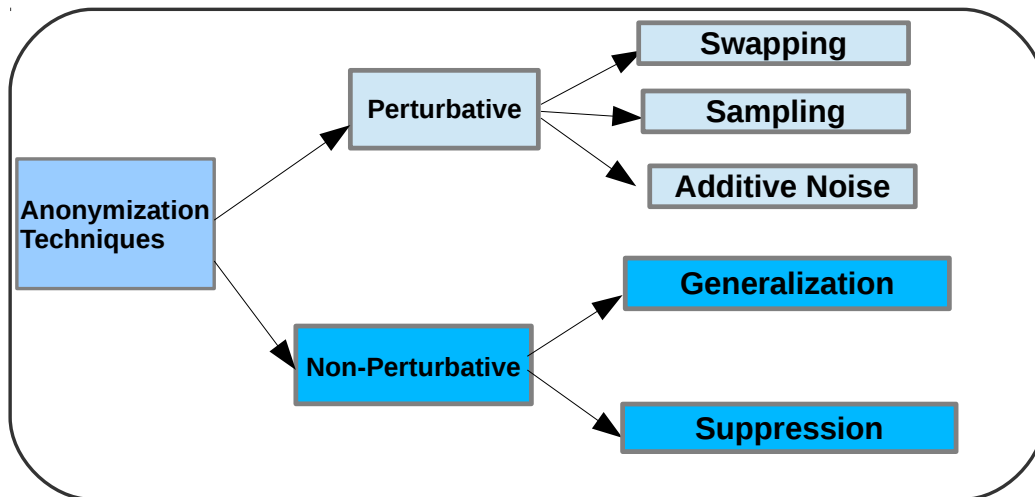 Swapping
Perturbative
Sampling
Additive Noise
Anonymization
Techniques
Generalization
Non-Perturbative
Suppression